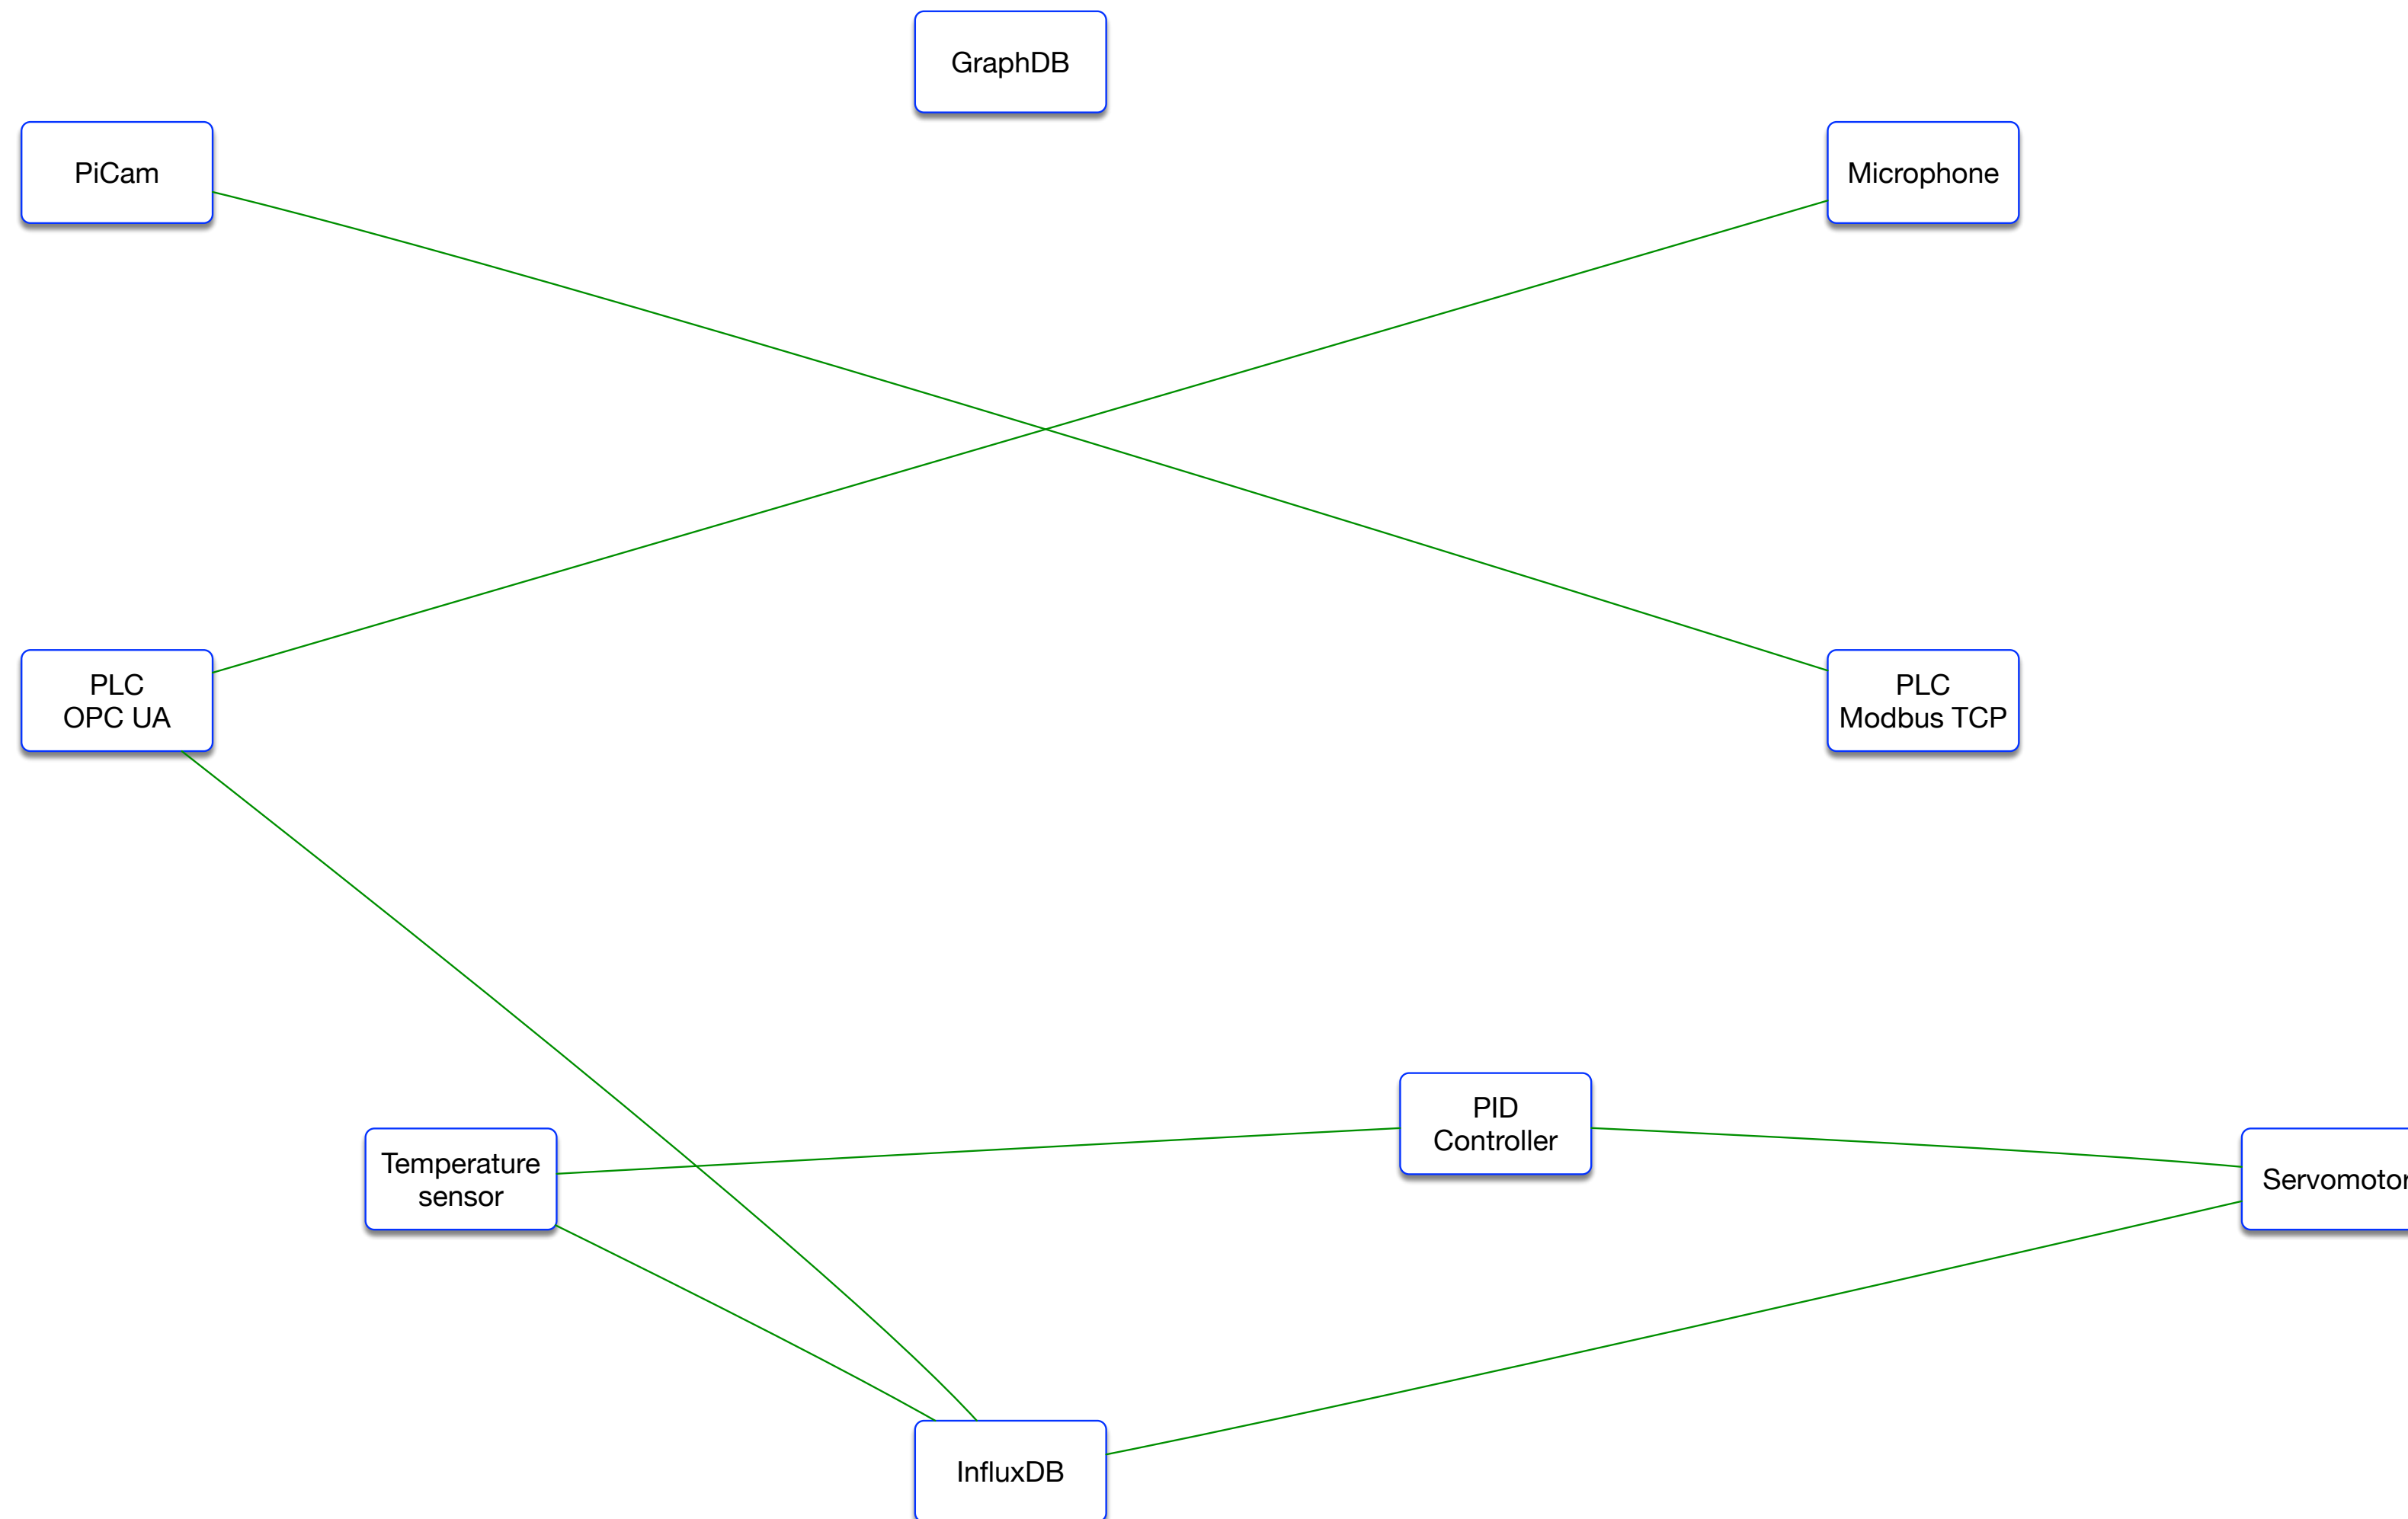 GraphDB
PiCam
Microphone
PLC
OPC UA
PLC
Modbus TCP
PID
Controller
Temperature
sensor
Servomotor
InfluxDB